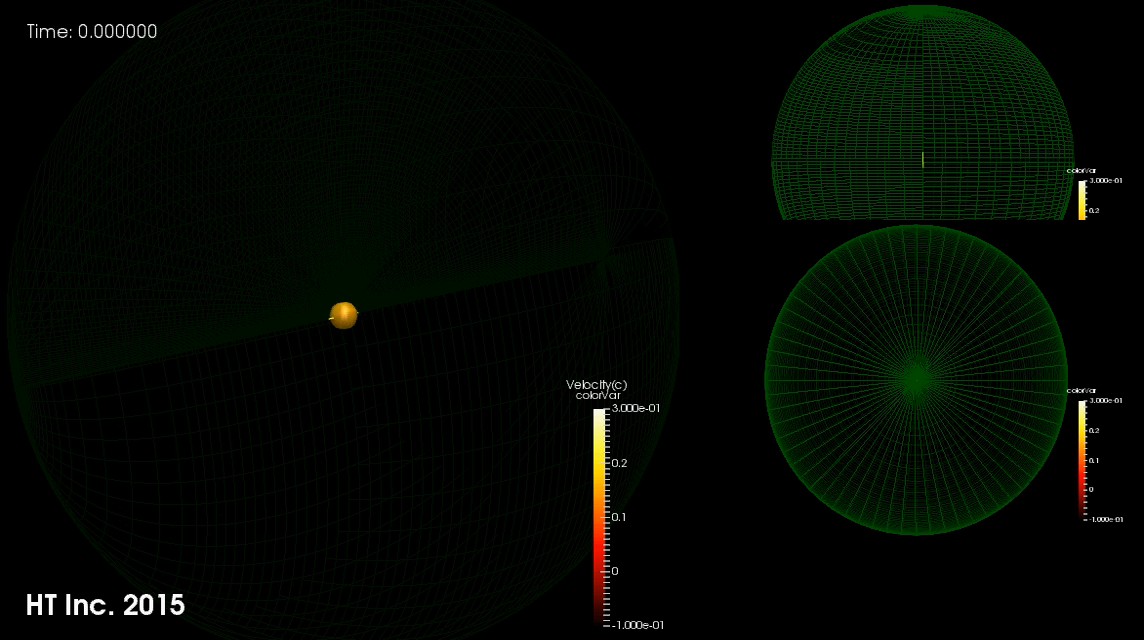 Time: 0.000000
Velocity(c)
colorVar
3.000e-01
0.2
0.1
0
-1.000e-01
HT Inc. 2015
colorVar
3.000e-01
0.2
colorVar
3.000e-01
0.2
0.1
0
-1.000e-01